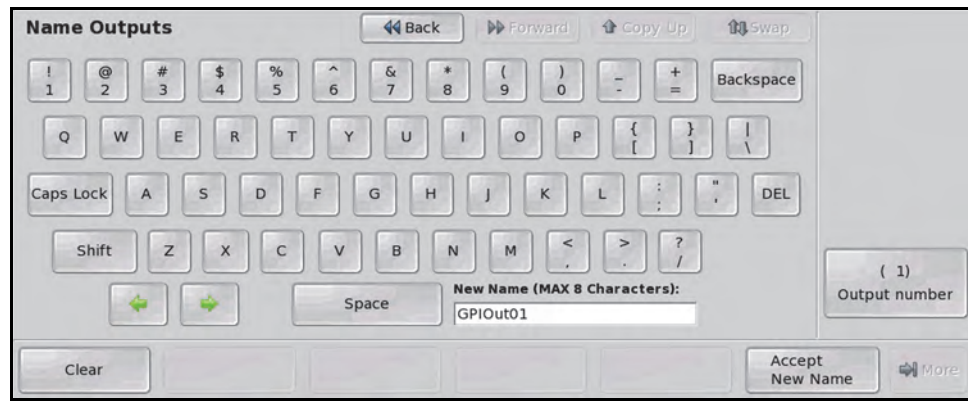 Name Outputs Back Forward Copy Up Swap
! @ # $ % ^ & * ( ) _ +
1 2 3 4 5 6 7 8 9 0 - = Backspace
Q W E R T Y U I O P { [ } ] | \
Caps Lock A S D F G H J K L : ; " ' DEL
Shift Z X C V B N M < , > . ? /
Space
New Name (MAX 8 Characters):
GPIOut01
( 1)
Output number
Clear
Accept
New Name
More